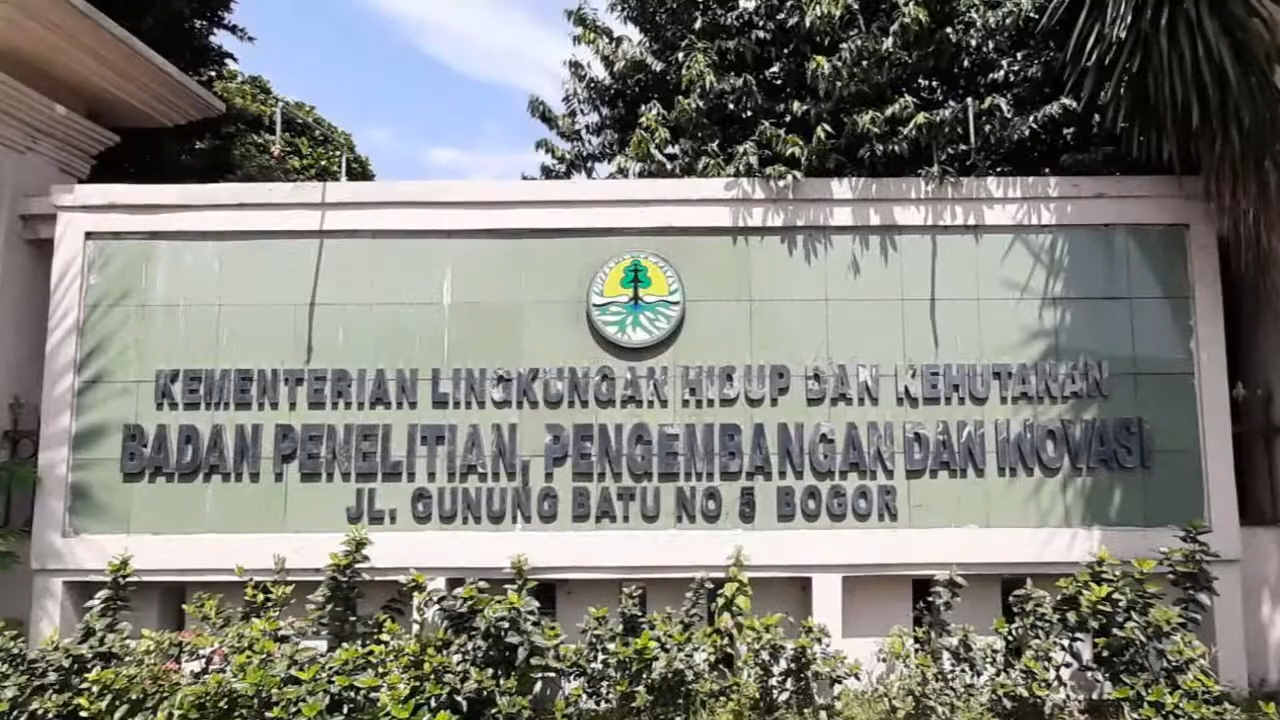 KEMENTERIAN LINGKUNGAN HIDUP DAN KEHUTANAN
BADAN PENELITIAN, PENGEMBANGAN DAN INOVASI
JL. GUNUNG BATU NO 5 BOGOR